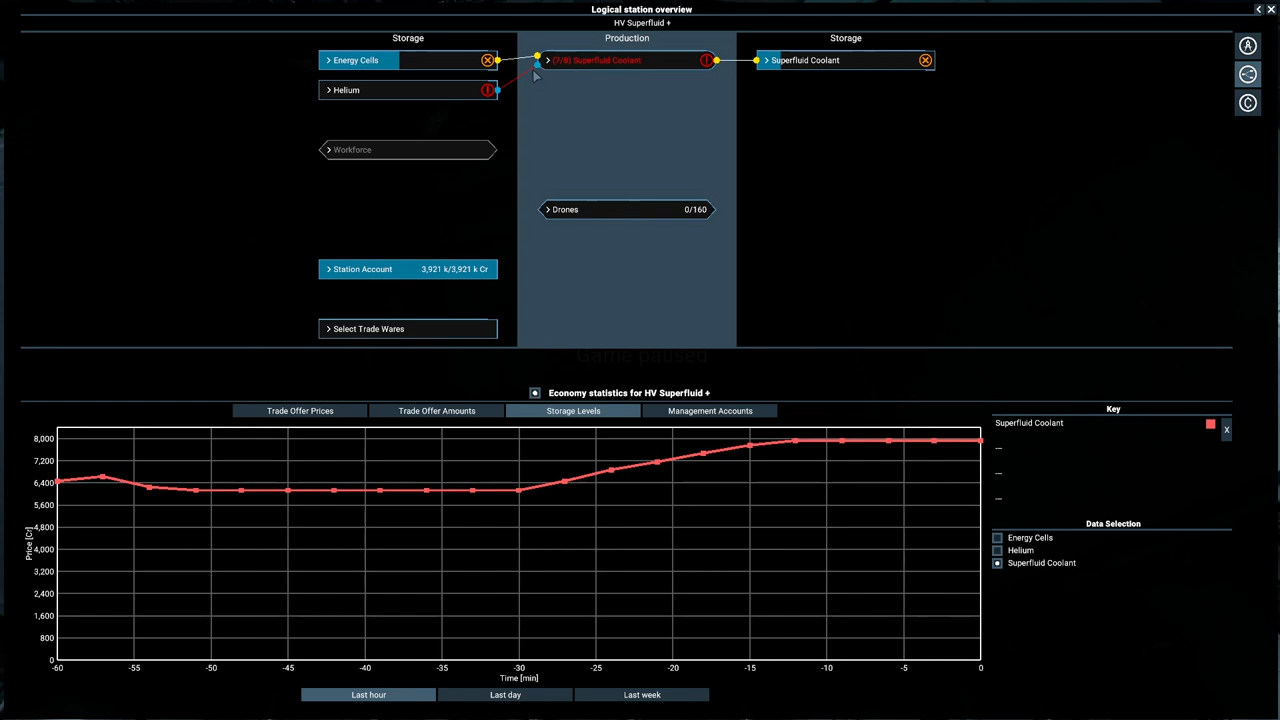 Logical station overview
HV Superfluid +
Storage
Production
Storage
Energy Cells
(7/8) Superfluid Coolant
Superfluid Coolant
Helium
Workforce
Drones 0/160
Station Account 3,921 k/3,921 k Cr
Select Trade Wares
Game paused
Economy statistics for HV Superfluid +
Trade Offer Prices
Trade Offer Amounts
Storage Levels
Management Accounts
Key
Superfluid Coolant
X
—
—
—
Data Selection
Energy Cells
Helium
Superfluid Coolant
Price [Cr]
8,000
7,200
6,400
5,600
4,800
4,000
3,200
2,400
1,600
800
0
-60 -55 -50 -45 -40 -35 -30 -25 -20 -15 -10 -5 0
Time [min]
Last hour
Last day
Last week